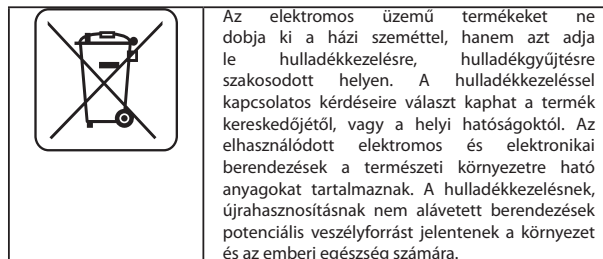 Az elektromos üzemű termékeket ne
dobja ki a házi szeméttel, hanem azt adja
le hulladékkezelésre, hulladékgyűjtésre
szakosodott helyen. A hulladékkezeléssel
kapcsolatos kérdéseire választ kaphat a termék
kereskedőjétől, vagy a helyi hatóságoktól. Az
elhasználódott elektromos és elektronikai
berendezések a természeti környezetre ható
anyagokat tartalmaznak. A hulladékkezelésnek,
újrahasznosításnak nem alávetett berendezések
potenciális veszélyforrást jelentenek a környezet
és az emberi egészség számára.